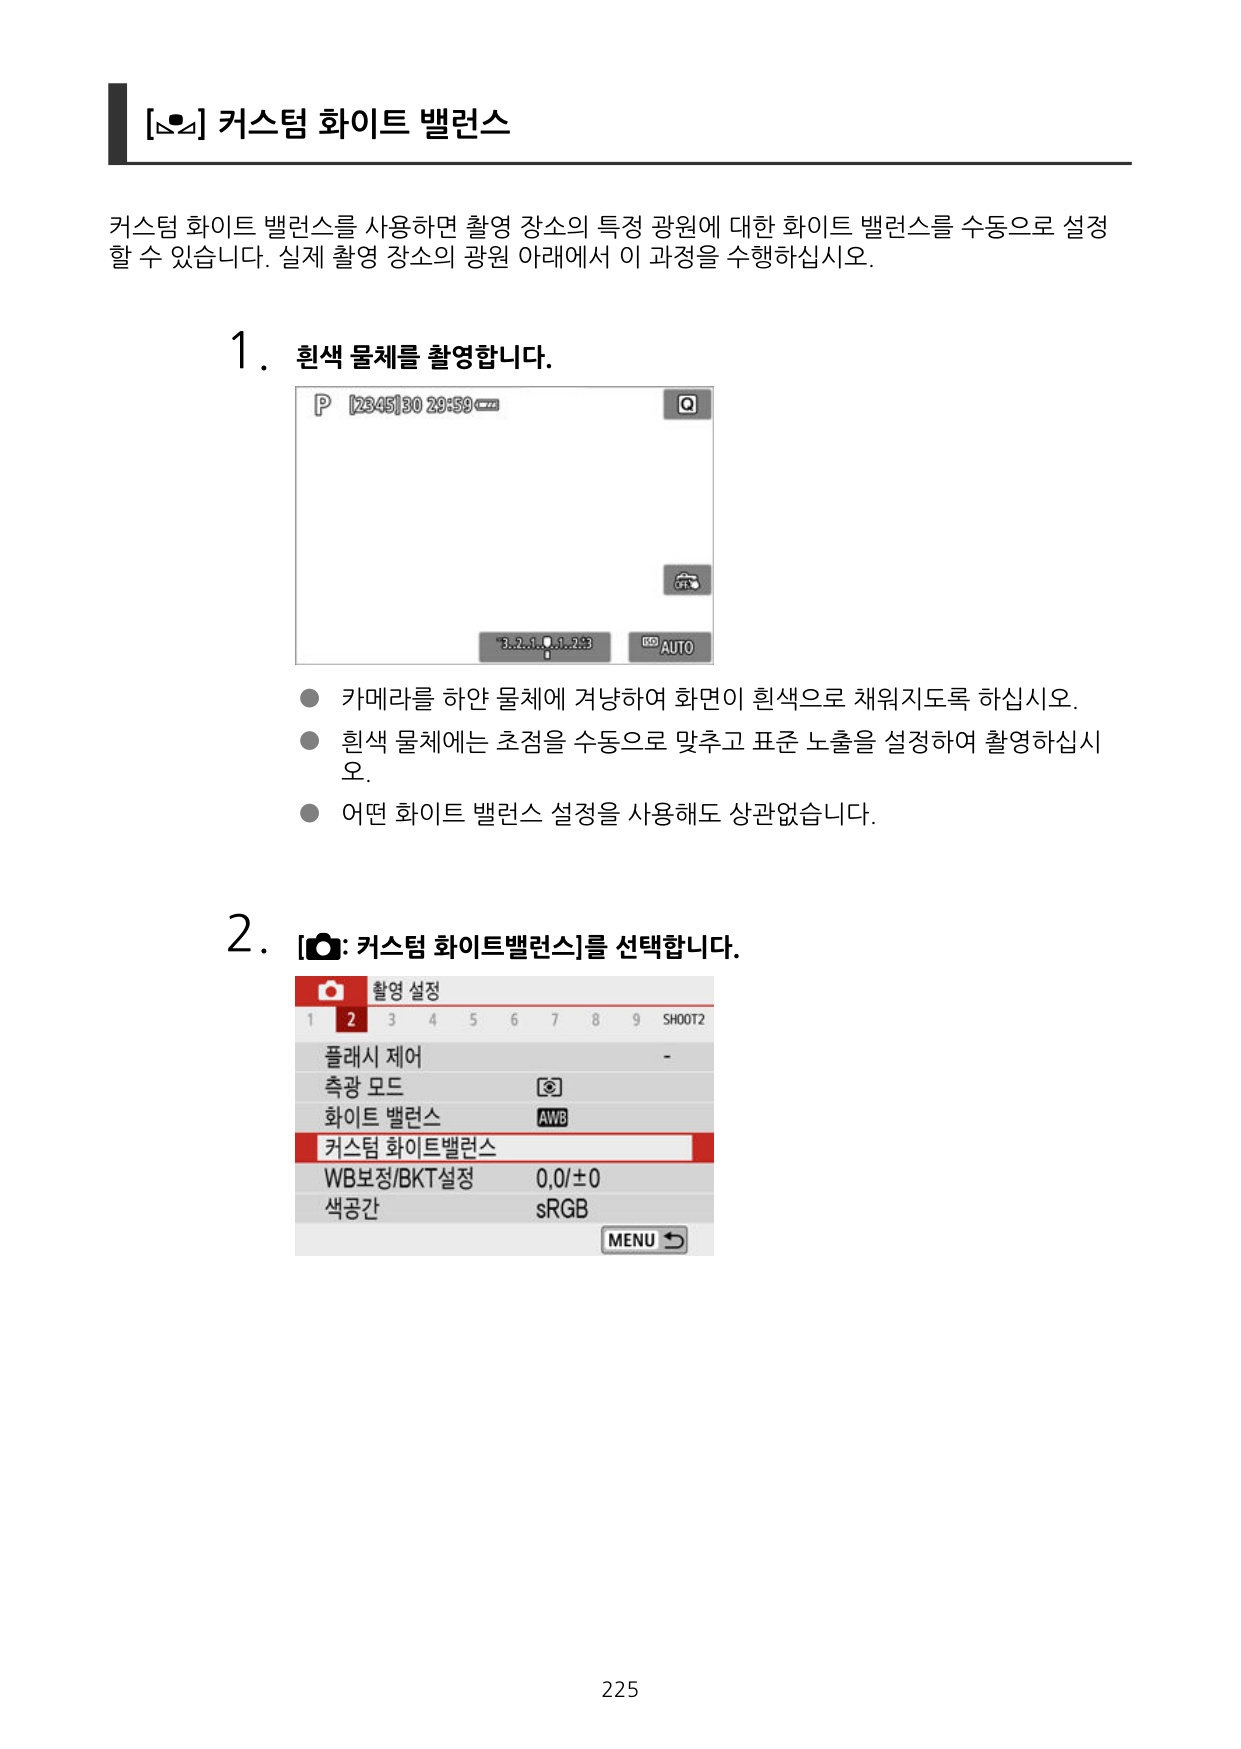 [] 커스텀 화이트 밸런스
커스텀 화이트 밸런스를 사용하면 촬영 장소의 특정 광원에 대한 화이트 밸런스를 수동으로 설정
할 수 있습니다. 실제 촬영 장소의 광원 아래에서 이 과정을 수행하십시오.
1. 흰색 물체를 촬영합니다.
P [2345]30 29:59 Q
OFF
-3..2..1..0..1..2..+3 ISO AUTO
● 카메라를 하얀 물체에 겨냥하여 화면이 흰색으로 채워지도록 하십시오.
● 흰색 물체에는 초점을 수동으로 맞추고 표준 노출을 설정하여 촬영하십시
오.
● 어떤 화이트 밸런스 설정을 사용해도 상관없습니다.
2. [: 커스텀 화이트밸런스]를 선택합니다.
촬영 설정
1 2 3 4 5 6 7 8 9 SHOOT2
플래시 제어 -
측광 모드
화이트 밸런스 AWB
커스텀 화이트밸런스
WB보정/BKT설정 0,0/±0
색공간 sRGB
MENU
225